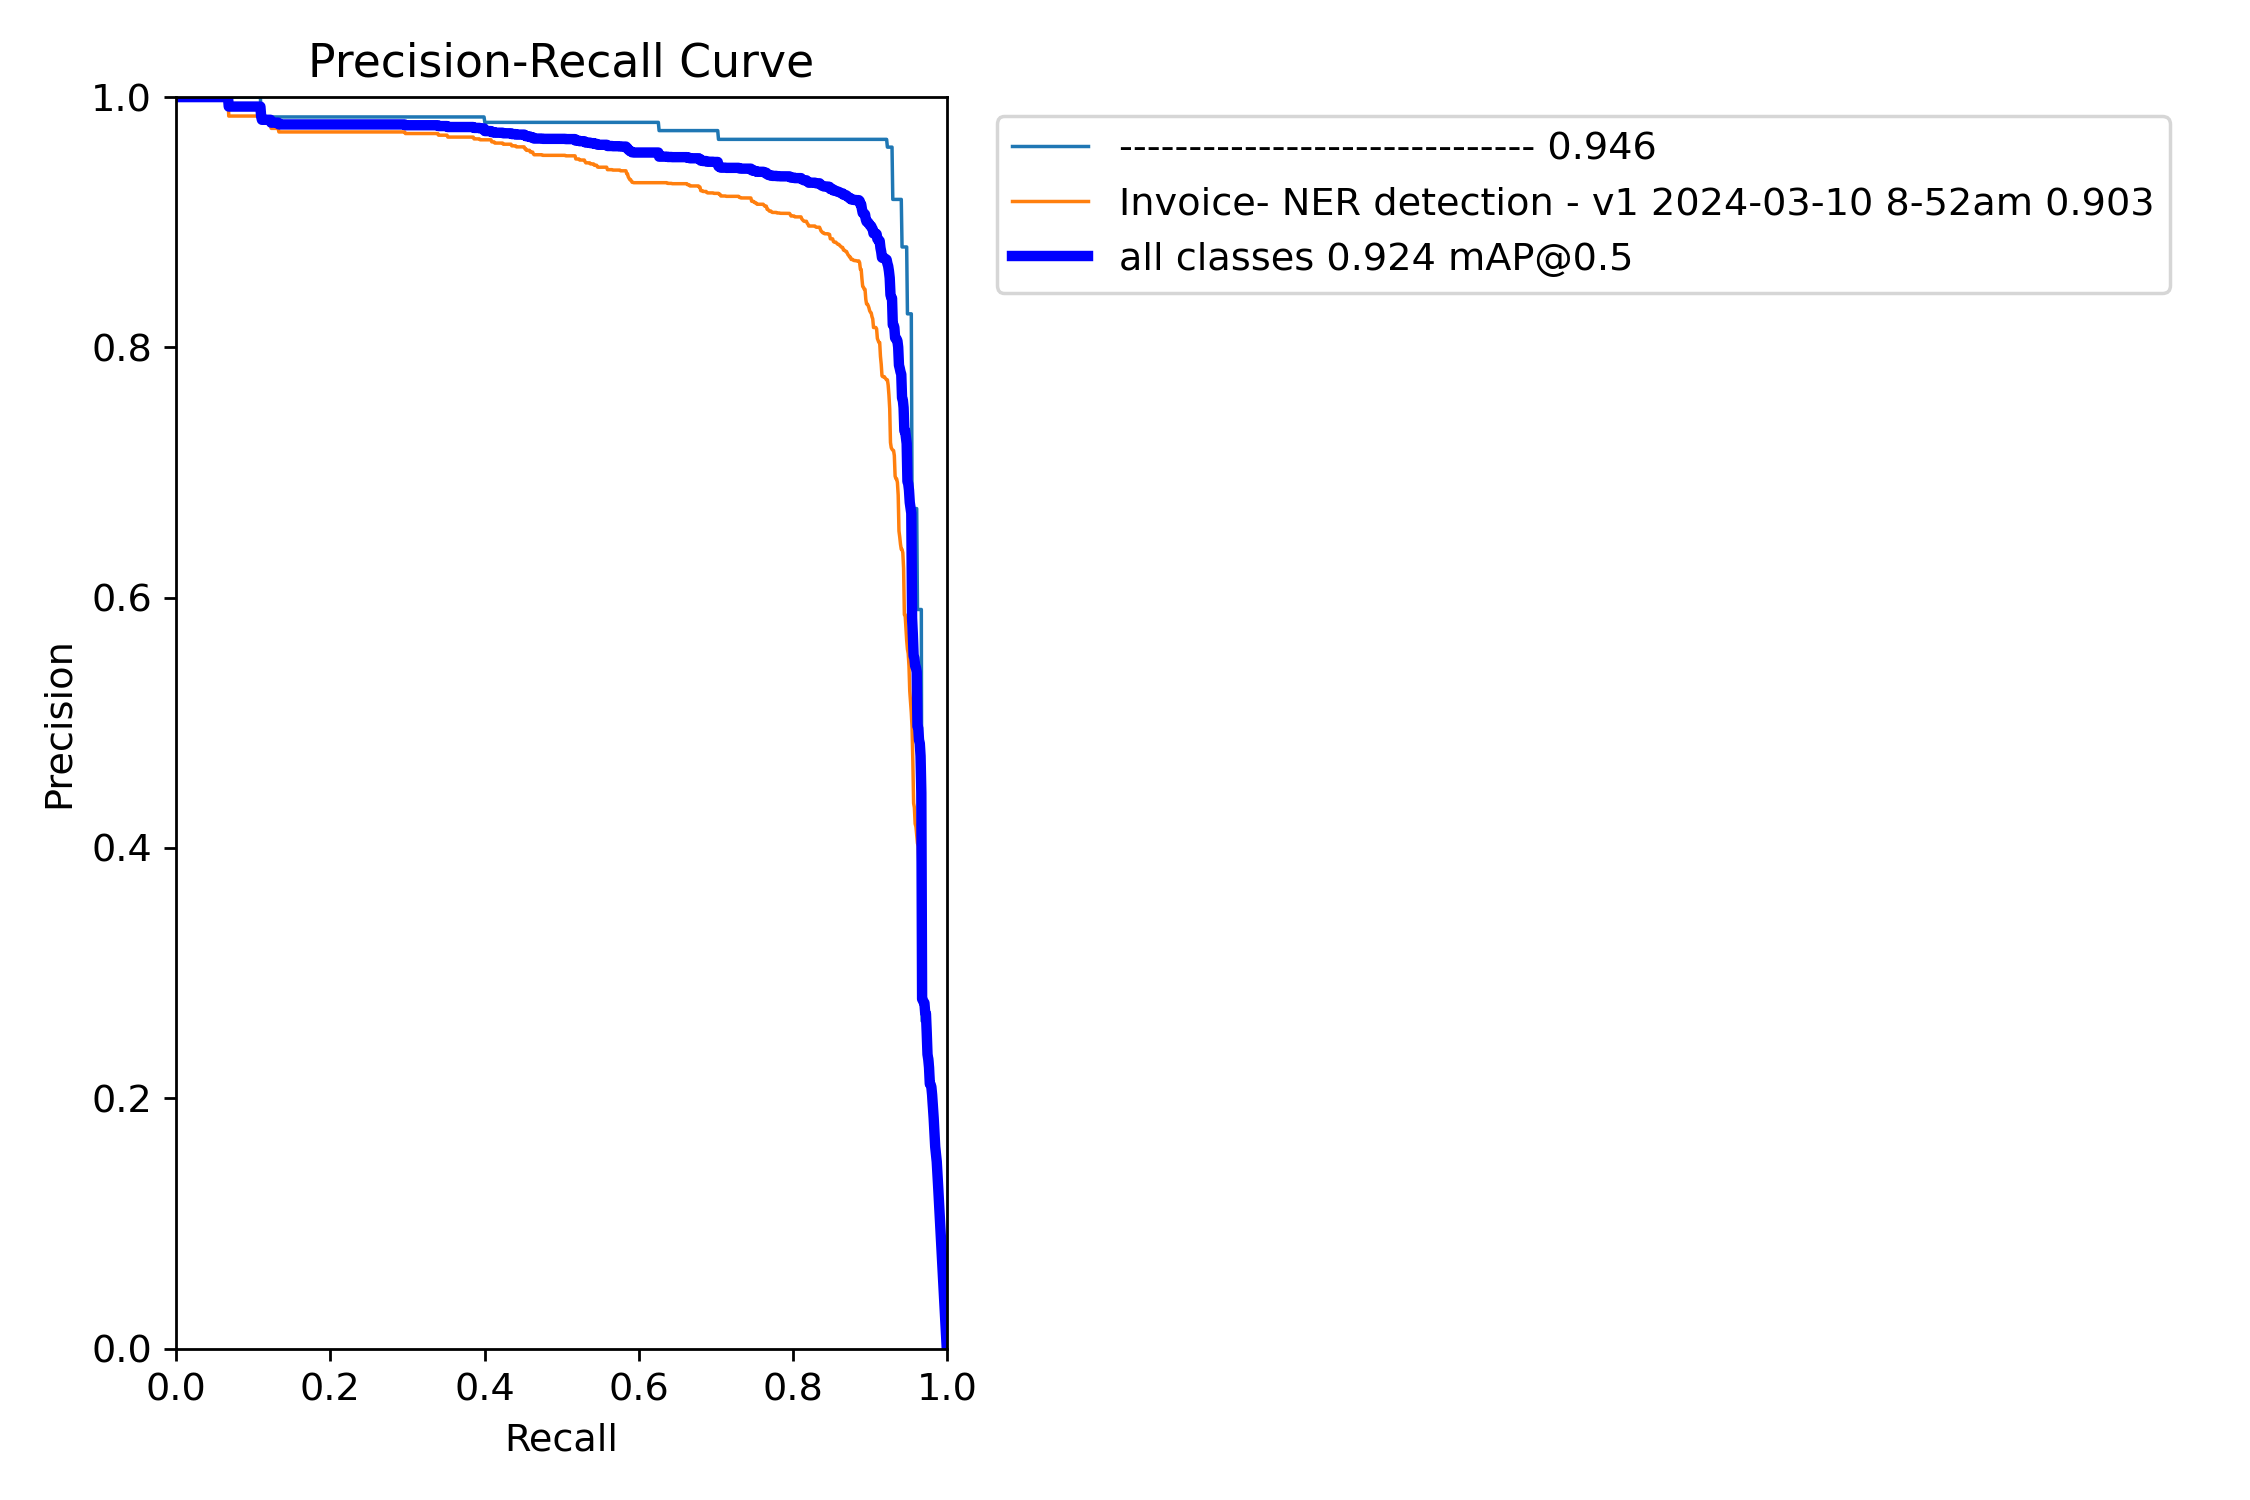 Precision-Recall Curve
1.0
0.8
0.6
0.4
0.2
0.0
Precision
0.0 0.2 0.4 0.6 0.8 1.0
Recall
------------------------------ 0.946
Invoice- NER detection - v1 2024-03-10 8-52am 0.903
all classes 0.924 mAP@0.5